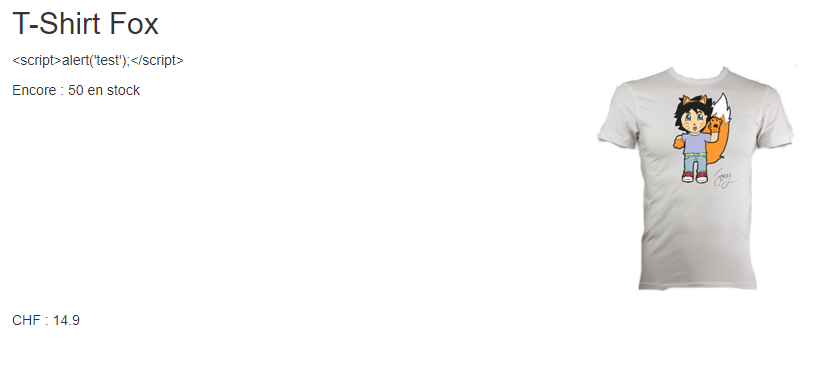 T-Shirt Fox
<script>alert('test');</script>
Encore : 50 en stock
CHF : 14.9